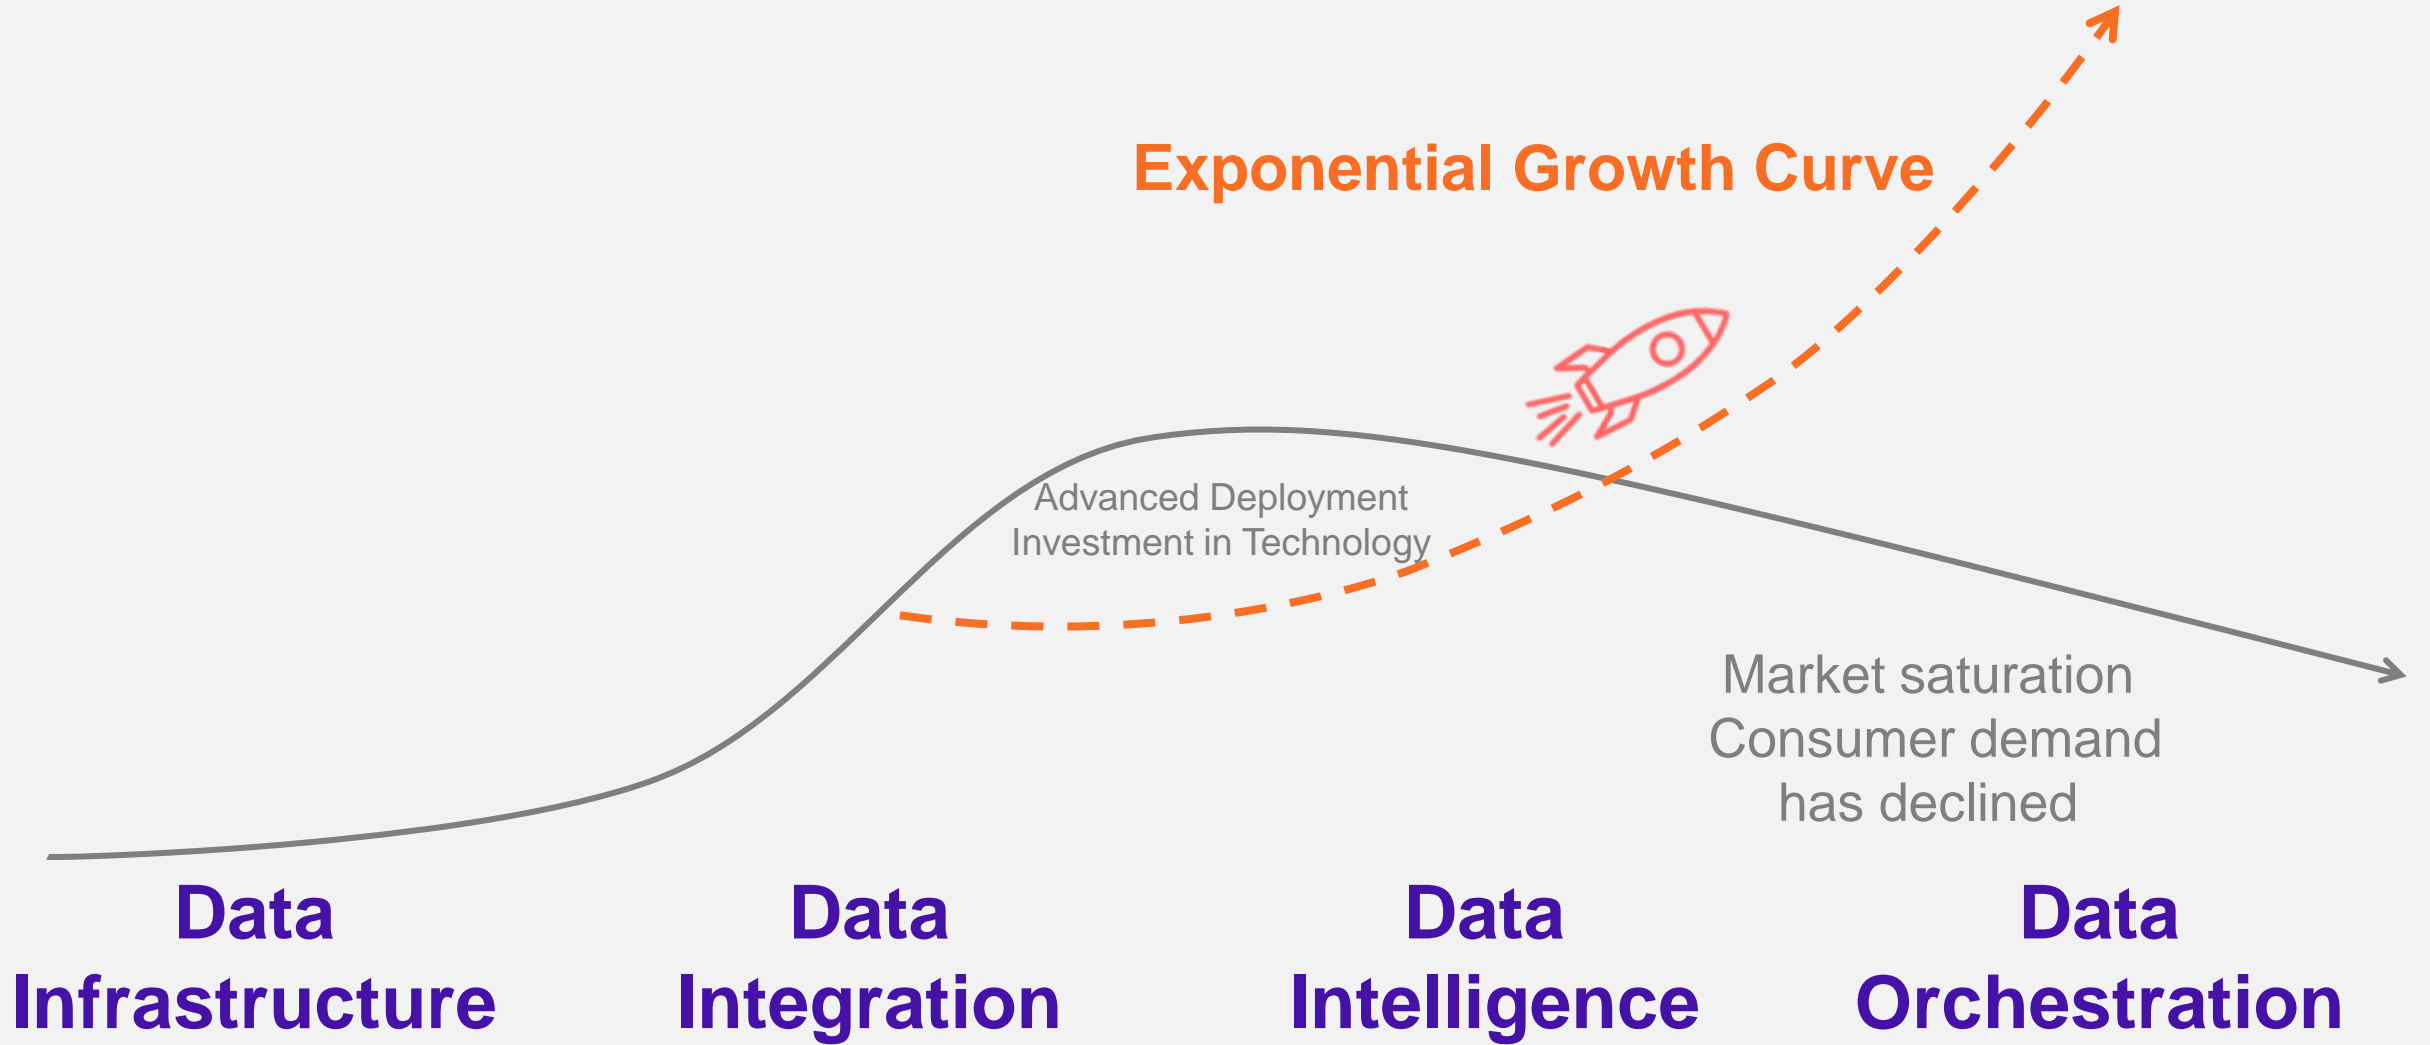 Exponential Growth Curve
Advanced Deployment
Investment in Technology
Market saturation
Consumer demand
has declined
Data
Infrastructure
Data
Integration
Data
Intelligence
Data
Orchestration